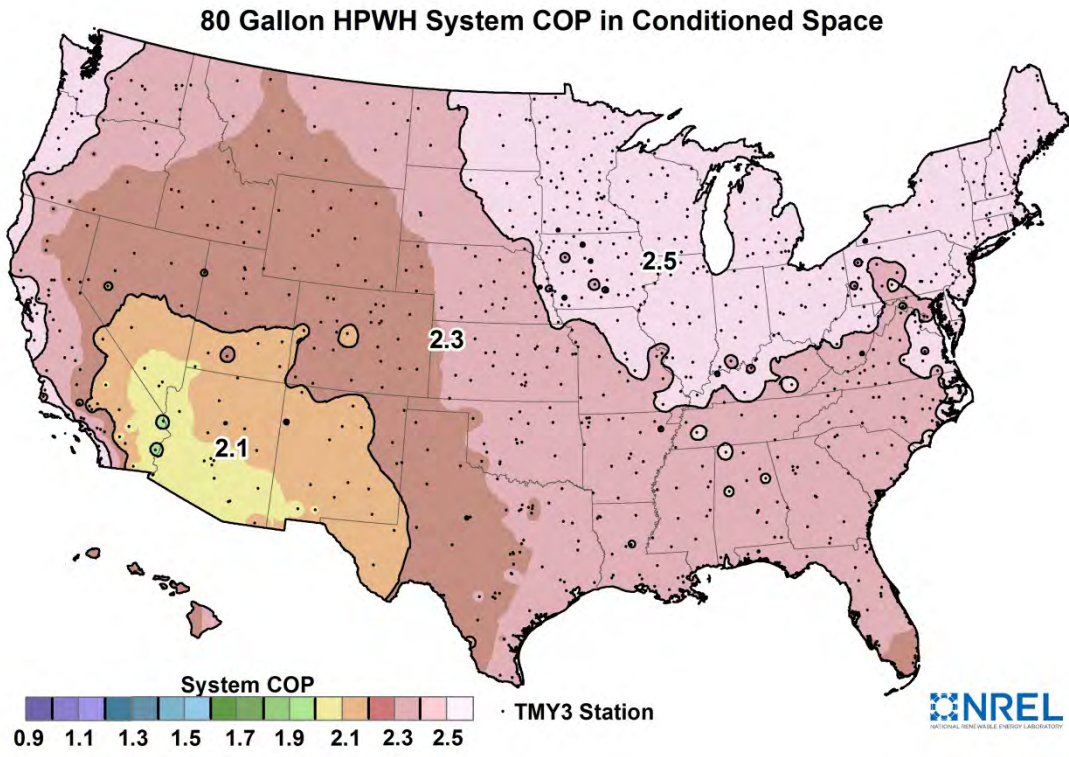 80 Gallon HPWH System COP in Conditioned Space
2.5
2.3
2.1
System COP
0.9 1.1 1.3 1.5 1.7 1.9 2.1 2.3 2.5
· TMY3 Station
NREL
NATIONAL RENEWABLE ENERGY LABORATORY